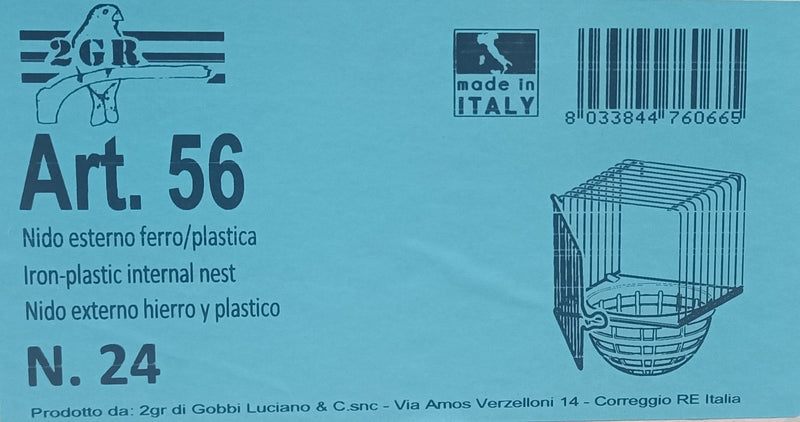 2GR
made in
ITALY
8 033844 760665
Art. 56
Nido esterno ferro/plastica
Iron-plastic internal nest
Nido externo hierro y plastico
N. 24
Prodotto da: 2gr di Gobbi Luciano & C.snc - Via Amos Verzelloni 14 - Correggio RE Italia